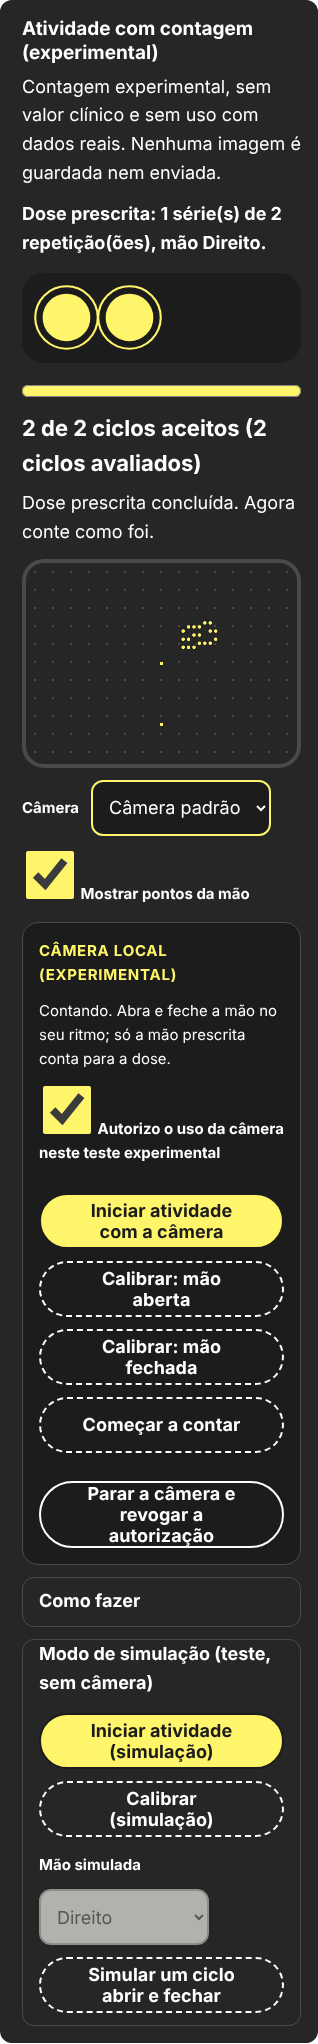 Atividade com contagem
(experimental)
Contagem experimental, sem
valor clínico e sem uso com
dados reais. Nenhuma imagem é
guardada nem enviada.
Dose prescrita: 1 série(s) de 2
repetição(ões), mão Direito.
2 de 2 ciclos aceitos (2
ciclos avaliados)
Dose prescrita concluída. Agora
conte como foi.
Câmera
Câmera padrão
Mostrar pontos da mão
CÂMERA LOCAL
(EXPERIMENTAL)
Contando. Abra e feche a mão no
seu ritmo; só a mão prescrita
conta para a dose.
Autorizo o uso da câmera
neste teste experimental
Iniciar atividade
com a câmera
Calibrar: mão
aberta
Calibrar: mão
fechada
Começar a contar
Parar a câmera e
revogar a
autorização
Como fazer
Modo de simulação (teste,
sem câmera)
Iniciar atividade
(simulação)
Calibrar
(simulação)
Mão simulada
Direito
Simular um ciclo
abrir e fechar